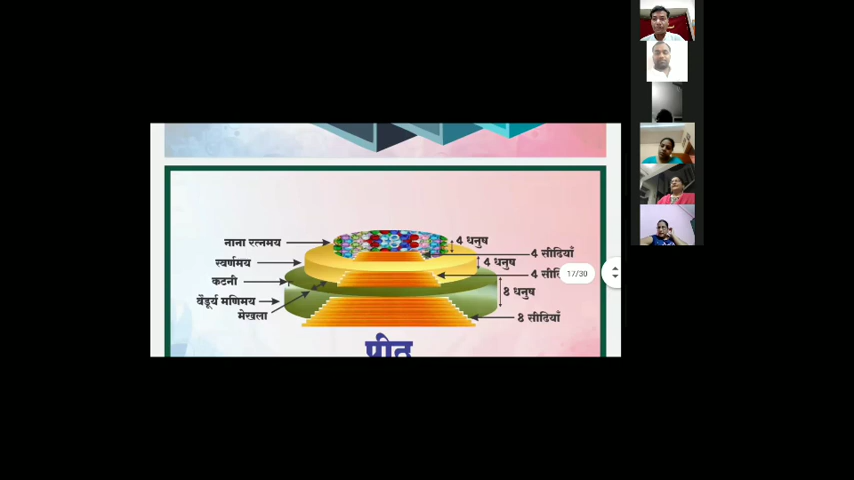 नाना रत्नमय
4 धनुष
4 सीढियाँ
स्वर्णमय
4 धनुष
कटनी
4
17/30
8 धनुष
वेंडूर्य मणिमय
मेखला
8 सीढियाँ
पीठ